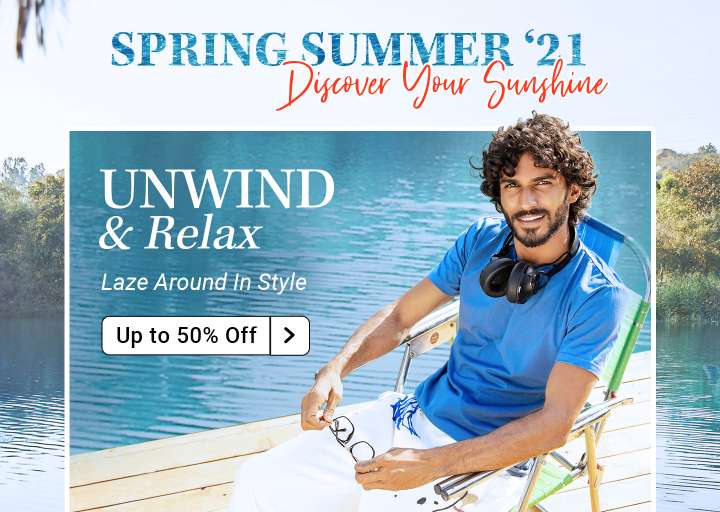 SPRING SUMMER ‘21
Discover Your Sunshine
UNWIND
& Relax
Laze Around In Style
Up to 50% Off >